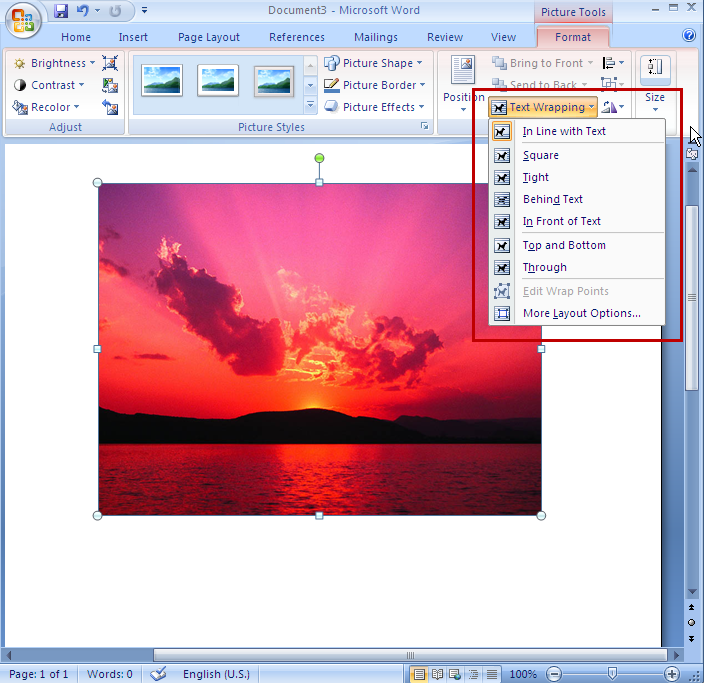 Document3 - Microsoft Word
Picture Tools
Home Insert Page Layout References Mailings Review View Format
Brightness
Contrast
Recolor
Adjust
Picture Shape
Picture Border
Picture Effects
Picture Styles
Position
Bring to Front
Send to Back
Text Wrapping
Size
In Line with Text
Square
Tight
Behind Text
In Front of Text
Top and Bottom
Through
Edit Wrap Points
More Layout Options...
Page: 1 of 1 Words: 0 English (U.S.) 100%